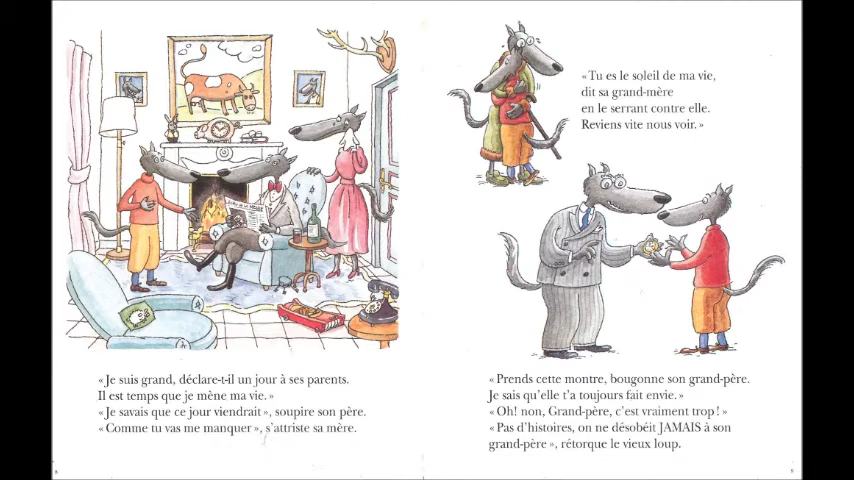 « Je suis grand, déclare-t-il un jour à ses parents.
Il est temps que je mène ma vie. »
« Je savais que ce jour viendrait », soupire son père.
« Comme tu vas me manquer », s'attriste sa mère.
8
« Tu es le soleil de ma vie,
dit sa grand-mère
en le serrant contre elle.
Reviens vite nous voir. »
« Prends cette montre, bougonne son grand-père.
Je sais qu'elle t'a toujours fait envie. »
« Oh! non, Grand-père, c'est vraiment trop ! »
« Pas d'histoires, on ne désobéit JAMAIS à son
grand-père », rétorque le vieux loup.
9